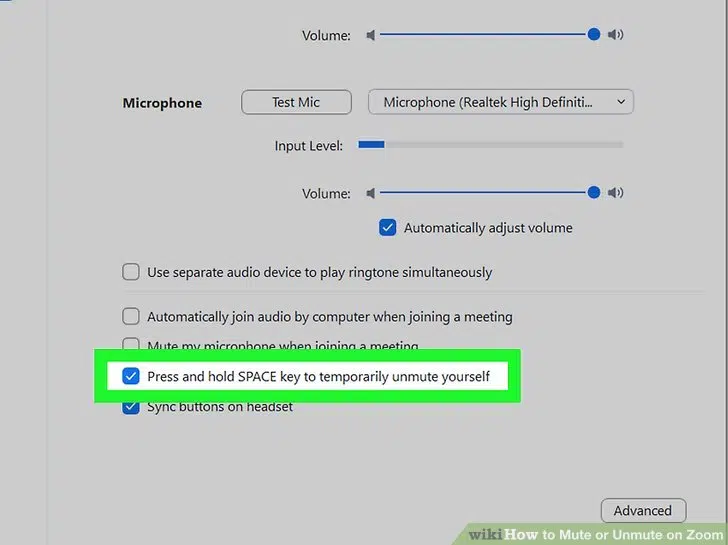 Volume:
Microphone
Test Mic
Microphone (Realtek High Definiti...
Input Level:
Volume:
Automatically adjust volume
Use separate audio device to play ringtone simultaneously
Automatically join audio by computer when joining a meeting
Mute my microphone when joining a meeting
Press and hold SPACE key to temporarily unmute yourself
Sync buttons on headset
Advanced
wikiHow to Mute or Unmute on Zoom